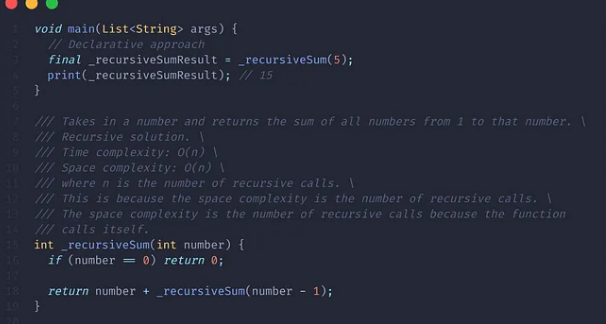 1 void main(List<String> args) {
2 // Declarative approach
3 final _recursiveSumResult = _recursiveSum(5);
4 print(_recursiveSumResult); // 15
5 }
6
7 /// Takes in a number and returns the sum of all numbers from 1 to that number. \
8 /// Recursive solution. \
9 /// Time complexity: O(n) \
10 /// Space complexity: O(n) \
11 /// where n is the number of recursive calls. \
12 /// This is because the space complexity is the number of recursive calls. \
13 /// The space complexity is the number of recursive calls because the function
14 /// calls itself.
15 int _recursiveSum(int number) {
16 if (number == 0) return 0;
17
18 return number + _recursiveSum(number - 1);
19 }
20